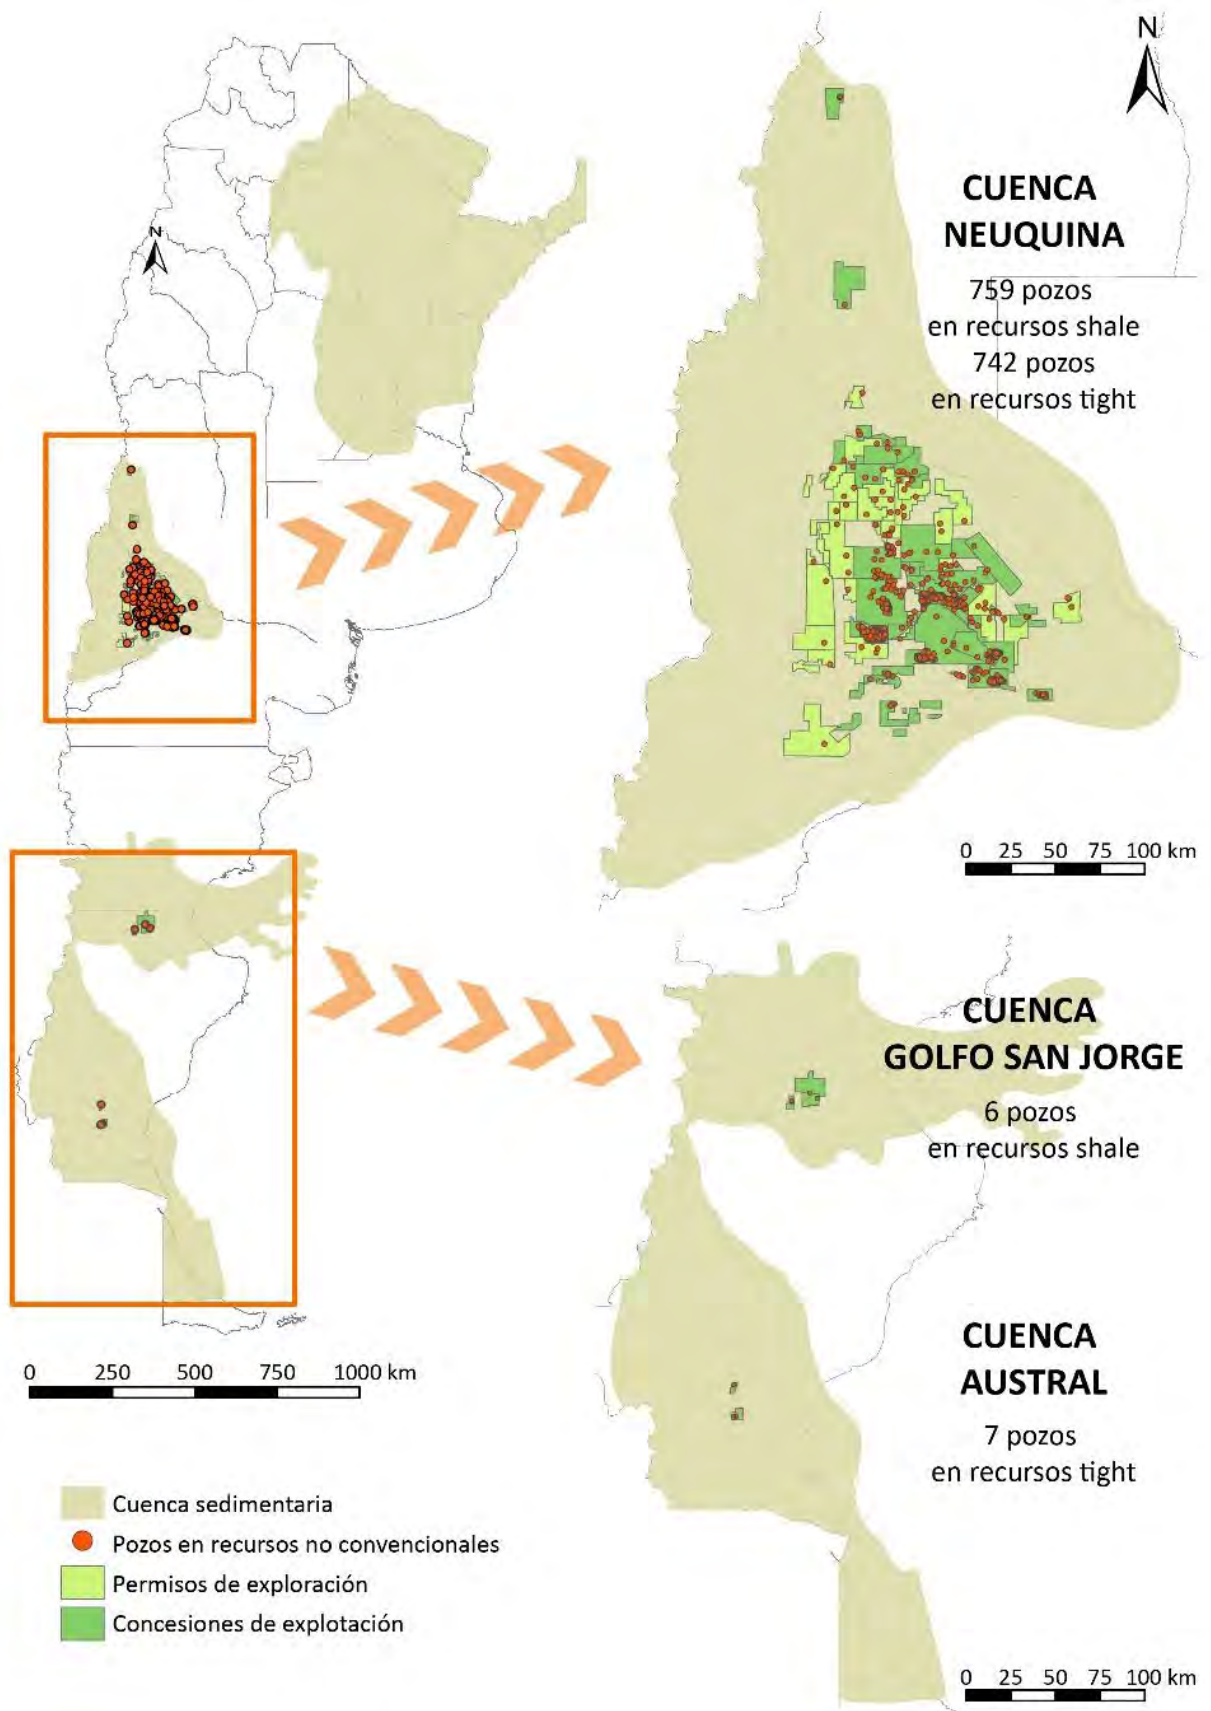 N
N
CUENCA
NEUQUINA
759 pozos
en recursos shale
742 pozos
en recursos tight
0 25 50 75 100 km
CUENCA
GOLFO SAN JORGE
6 pozos
en recursos shale
CUENCA
AUSTRAL
7 pozos
en recursos tight
0 250 500 750 1000 km
Cuenca sedimentaria
Pozos en recursos no convencionales
Permisos de exploración
Concesiones de explotación
0 25 50 75 100 km